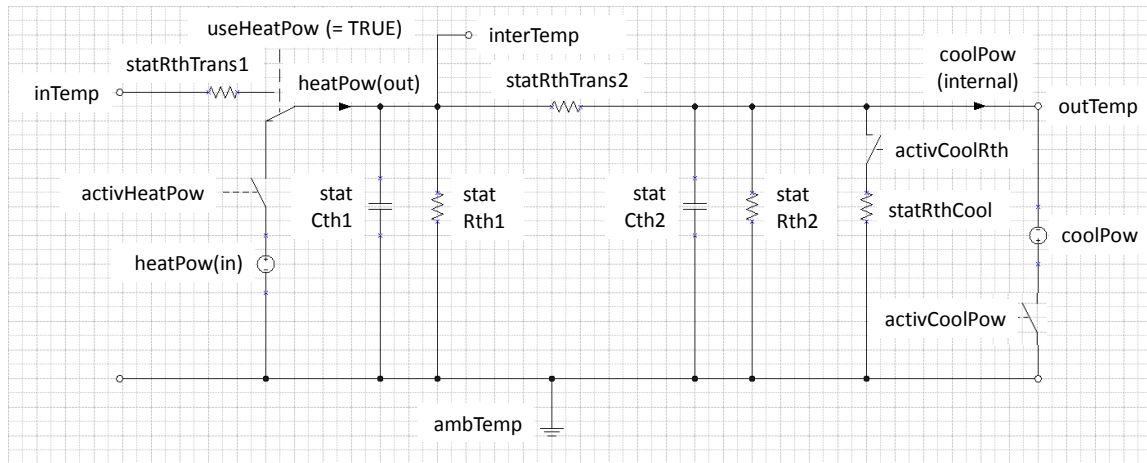 useHeatPow (= TRUE)
interTemp
statRthTrans1
heatPow(out)
statRthTrans2
coolPow
(internal)
inTemp
outTemp
activCoolRth
activHeatPow
stat
Cth1
stat
Rth1
stat
Cth2
stat
Rth2
statRthCool
heatPow(in)
coolPow
activCoolPow
ambTemp